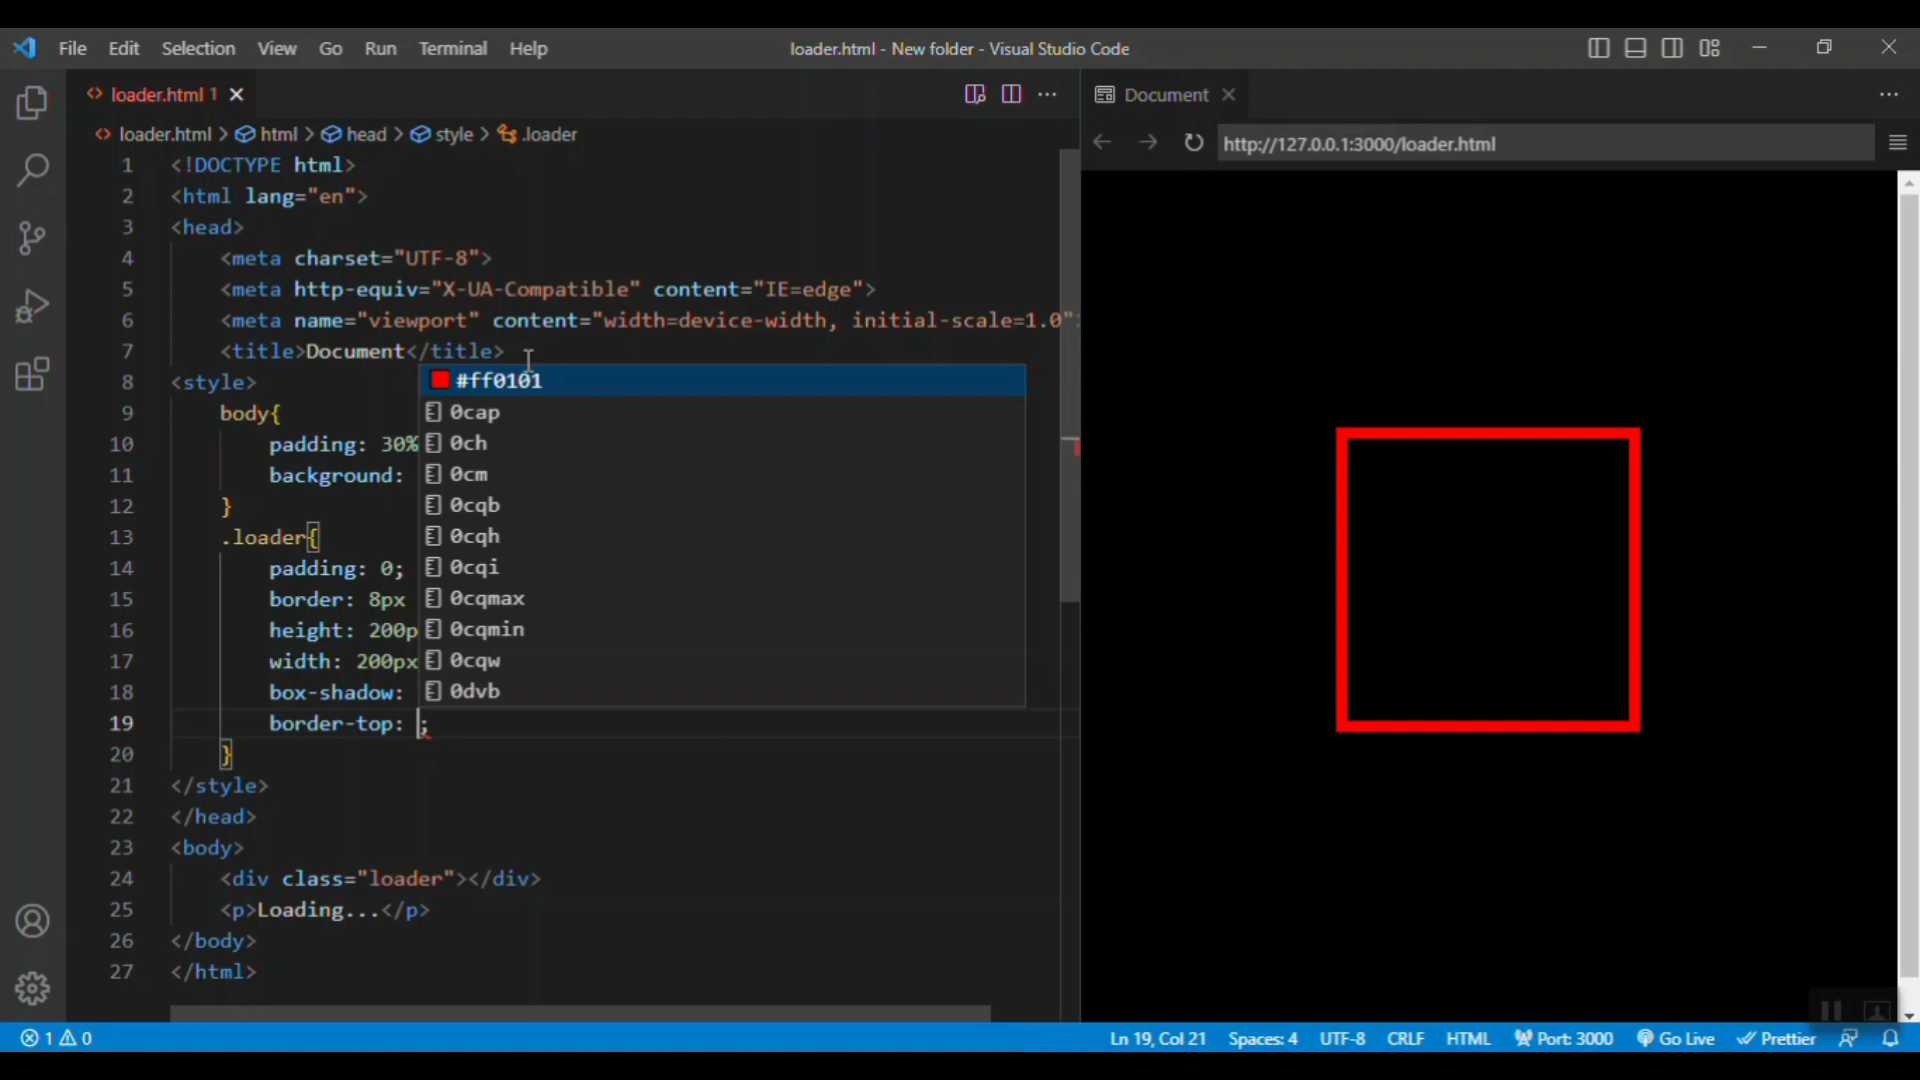 File Edit Selection View Go Run Terminal Help
loader.html - New folder - Visual Studio Code
loader.html 1
Document
loader.html > html > head > style > .loader
http://127.0.0.1:3000/loader.html
1 <!DOCTYPE html>
2 <html lang="en">
3 <head>
4 <meta charset="UTF-8">
5 <meta http-equiv="X-UA-Compatible" content="IE=edge">
6 <meta name="viewport" content="width=device-width, initial-scale=1.0">
7 <title>Document</title>
#ff0101
8 <style>
9 body{
0cap
10 padding: 30%
0ch
11 background:
0cm
12 }
0cqb
13 .loader{
0cqh
14 padding: 0;
0cqi
15 border: 8px
0cqmax
16 height: 200p
0cqmin
17 width: 200px
0cqw
18 box-shadow:
0dvb
19 border-top: ;
20 }
21 </style>
22 </head>
23 <body>
24 <div class="loader"></div>
25 <p>Loading...</p>
26 </body>
27 </html>
1 0
Ln 19, Col 21 Spaces: 4 UTF-8 CRLF HTML Port: 3000 Go Live Prettier